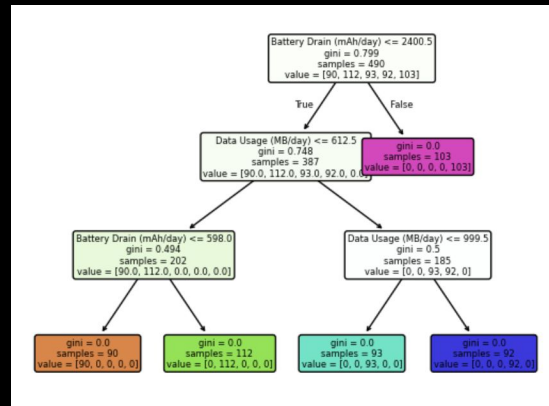 Battery Drain (mAh/day) <= 2400.5
gini = 0.799
samples = 490
value = [90, 112, 93, 92, 103]
True
False
Data Usage (MB/day) <= 612.5
gini = 0.748
samples = 387
value = [90.0, 112.0, 93.0, 92.0, 0.0]
gini = 0.0
samples = 103
value = [0, 0, 0, 0, 103]
Battery Drain (mAh/day) <= 598.0
gini = 0.494
samples = 202
value = [90.0, 112.0, 0.0, 0.0, 0.0]
Data Usage (MB/day) <= 999.5
gini = 0.5
samples = 185
value = [0, 0, 93, 92, 0]
gini = 0.0
samples = 90
value = [90, 0, 0, 0, 0]
gini = 0.0
samples = 112
value = [0, 112, 0, 0, 0]
gini = 0.0
samples = 93
value = [0, 0, 93, 0, 0]
gini = 0.0
samples = 92
value = [0, 0, 0, 92, 0]